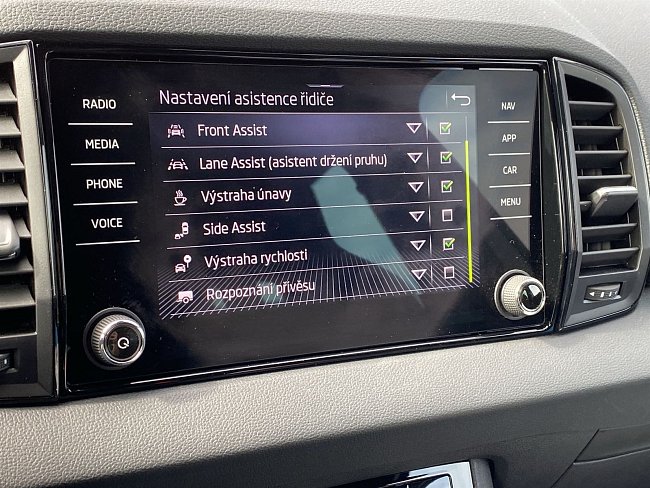 RADIO
MEDIA
PHONE
VOICE
Nastavení asistence řidiče
Front Assist
Lane Assist (asistent držení pruhu)
Výstraha únavy
Side Assist
Výstraha rychlosti
Rozpoznání přívěsu
NAV
APP
CAR
MENU